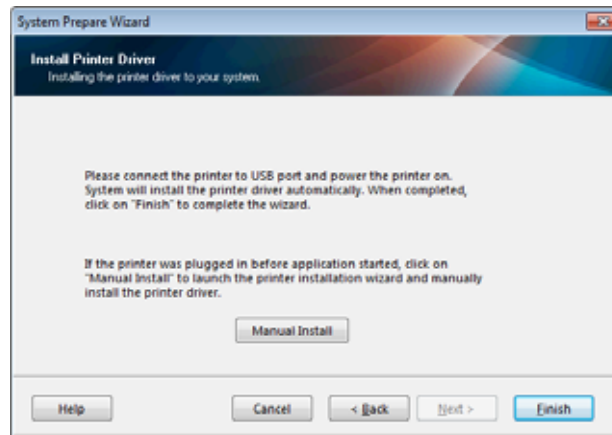 System Prepare Wizard
Install Printer Driver
Installing the printer driver to your system.
Please connect the printer to USB port and power the printer on.
System will install the printer driver automatically. When completed,
click on "Finish" to complete the wizard.
If the printer was plugged in before application started, click on
"Manual Install" to launch the printer installation wizard and manually
install the printer driver.
Manual Install
Help Cancel < Back Next > Finish